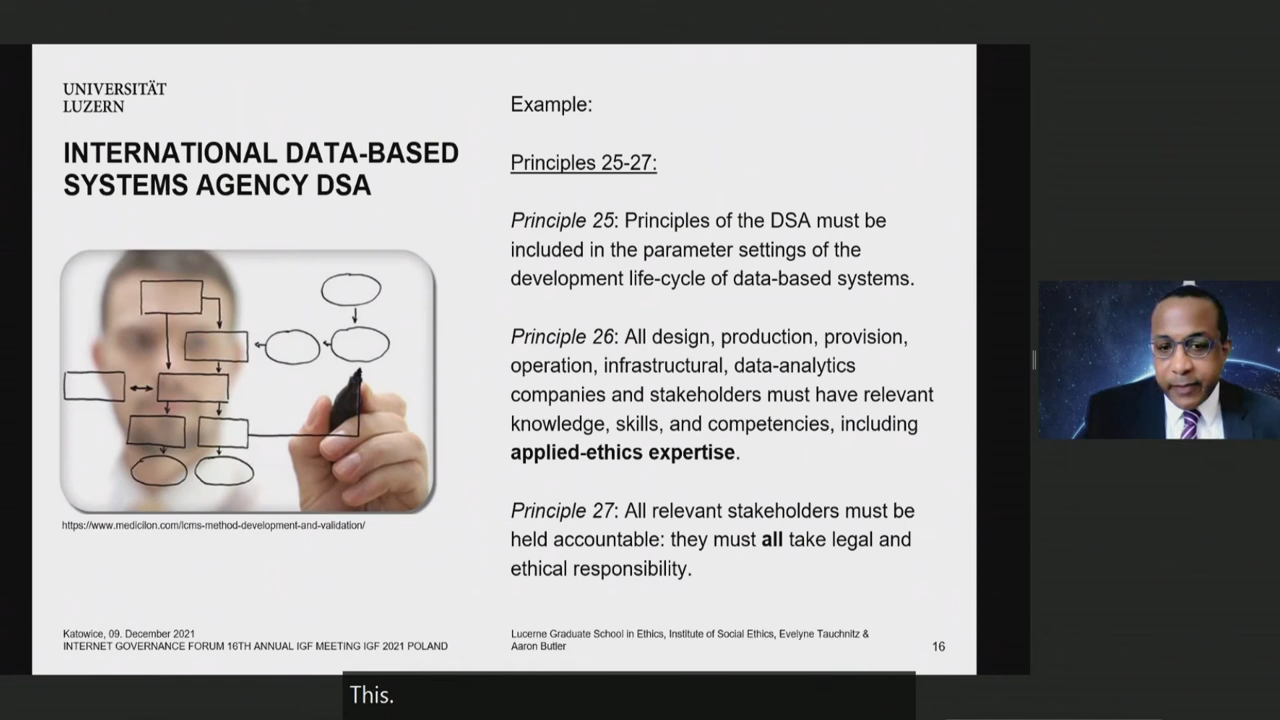 UNIVERSITÄT
LUZERN
INTERNATIONAL DATA-BASED
SYSTEMS AGENCY DSA
https://www.medicilon.com/lcms-method-development-and-validation/
Example:
Principles 25-27:
Principle 25: Principles of the DSA must be
included in the parameter settings of the
development life-cycle of data-based systems.
Principle 26: All design, production, provision,
operation, infrastructural, data-analytics
companies and stakeholders must have relevant
knowledge, skills, and competencies, including
applied-ethics expertise.
Principle 27: All relevant stakeholders must be
held accountable: they must all take legal and
ethical responsibility.
Katowice, 09. December 2021
INTERNET GOVERNANCE FORUM 16TH ANNUAL IGF MEETING IGF 2021 POLAND
Lucerne Graduate School in Ethics, Institute of Social Ethics, Evelyne Tauchnitz &
Aaron Butler
16
This.